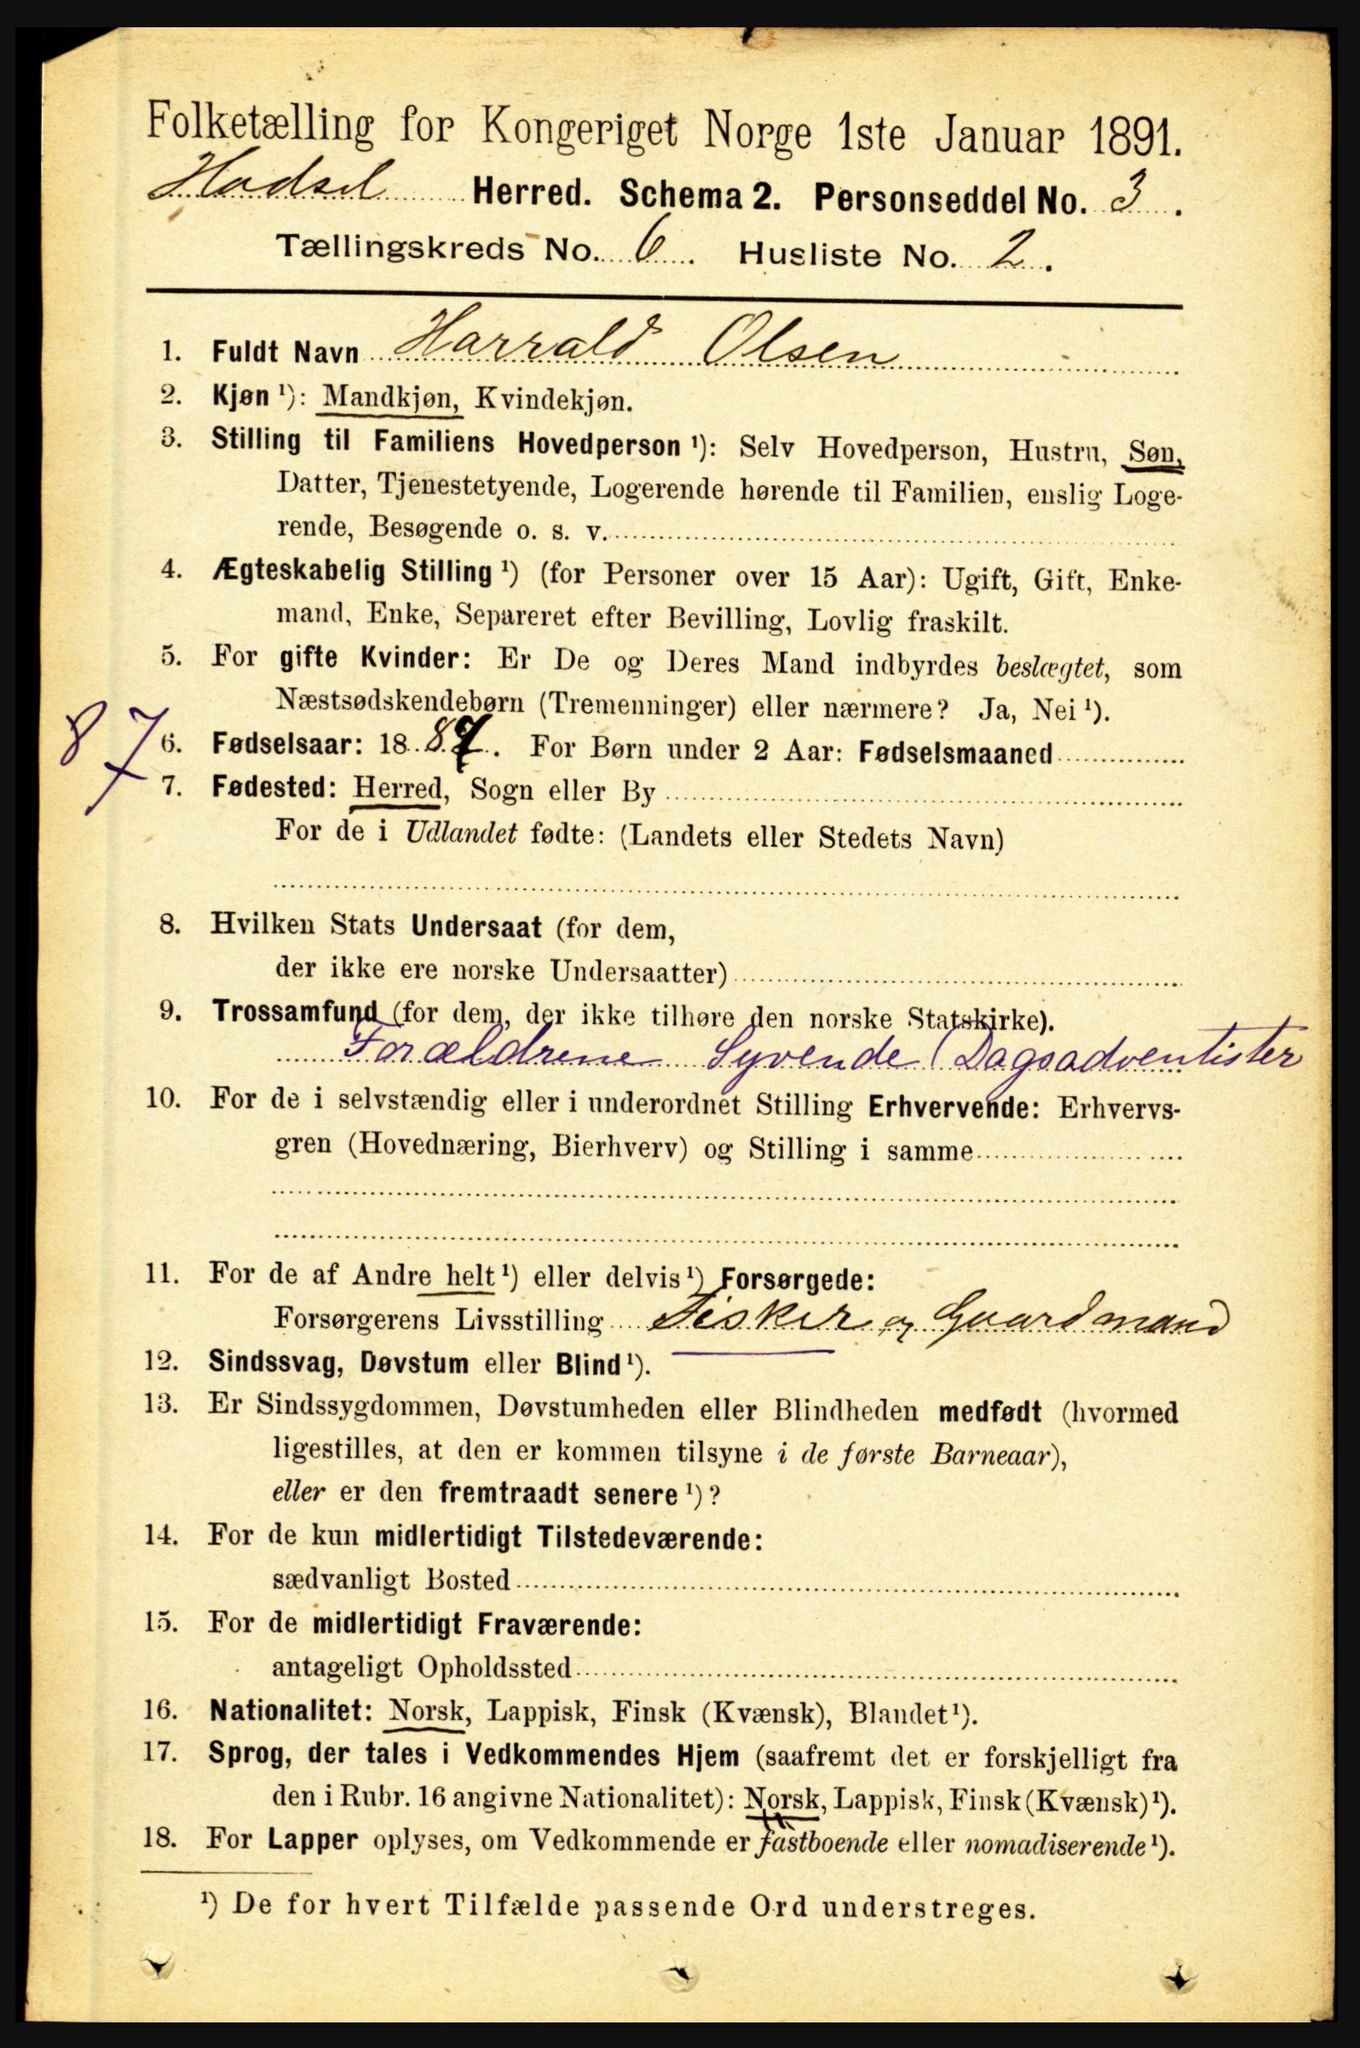 Folketælling for Kongeriget Norge 1ste Januar 1891.
Hadsel Herred. Schema 2. Personseddel No. 3.
Tællingskreds No. 6. Husliste No. 2.
1. Fuldt Navn Harrald Olsen
2. Kjøn ¹): Mandkjøn, Kvindekjøn.
3. Stilling til Familiens Hovedperson ¹): Selv Hovedperson, Hustru, Søn,
Datter, Tjenestetyende, Logerende hørende til Familien, enslig Loge-
rende, Besøgende o. s. v.
4. Ægteskabelig Stilling ¹) (for Personer over 15 Aar): Ugift, Gift, Enke-
mand, Enke, Separeret efter Bevilling, Lovlig fraskilt.
5. For gifte Kvinder: Er De og Deres Mand indbyrdes beslægtet, som
Næstsødskendebørn (Tremenninger) eller nærmere? Ja, Nei ¹).
87
6. Fødselsaar: 1887. For Børn under 2 Aar: Fødselsmaaned
7. Fødested: Herred, Sogn eller By
For de i Udlandet fødte: (Landets eller Stedets Navn)
8. Hvilken Stats Undersaat (for dem,
der ikke ere norske Undersaatter)
9. Trossamfund (for dem, der ikke tilhøre den norske Statskirke).
Forældrene Syvende Dagsadventister
10. For de i selvstændig eller i underordnet Stilling Erhvervende: Erhvervs-
gren (Hovednæring, Bierhverv) og Stilling i samme
11. For de af Andre helt ¹) eller delvis ¹) Forsørgede:
Forsørgerens Livsstilling Fisker og Gaardmand
12. Sindssvag, Døvstum eller Blind ¹).
13. Er Sindssygdommen, Døvstumheden eller Blindheden medfødt (hvormed
ligestilles, at den er kommen tilsyne i de første Barneaar),
eller er den fremtraadt senere ¹)?
14. For de kun midlertidigt Tilstedeværende:
sædvanligt Bosted
15. For de midlertidigt Fraværende:
antageligt Opholdssted
16. Nationalitet: Norsk, Lappisk, Finsk (Kvænsk), Blandet ¹).
17. Sprog, der tales i Vedkommendes Hjem (saafremt det er forskjelligt fra
den i Rubr. 16 angivne Nationalitet): Norsk, Lappisk, Finsk (Kvænsk) ¹).
18. For Lapper oplyses, om Vedkommende er fastboende eller nomadiserende ¹).
¹) De for hvert Tilfælde passende Ord understreges.